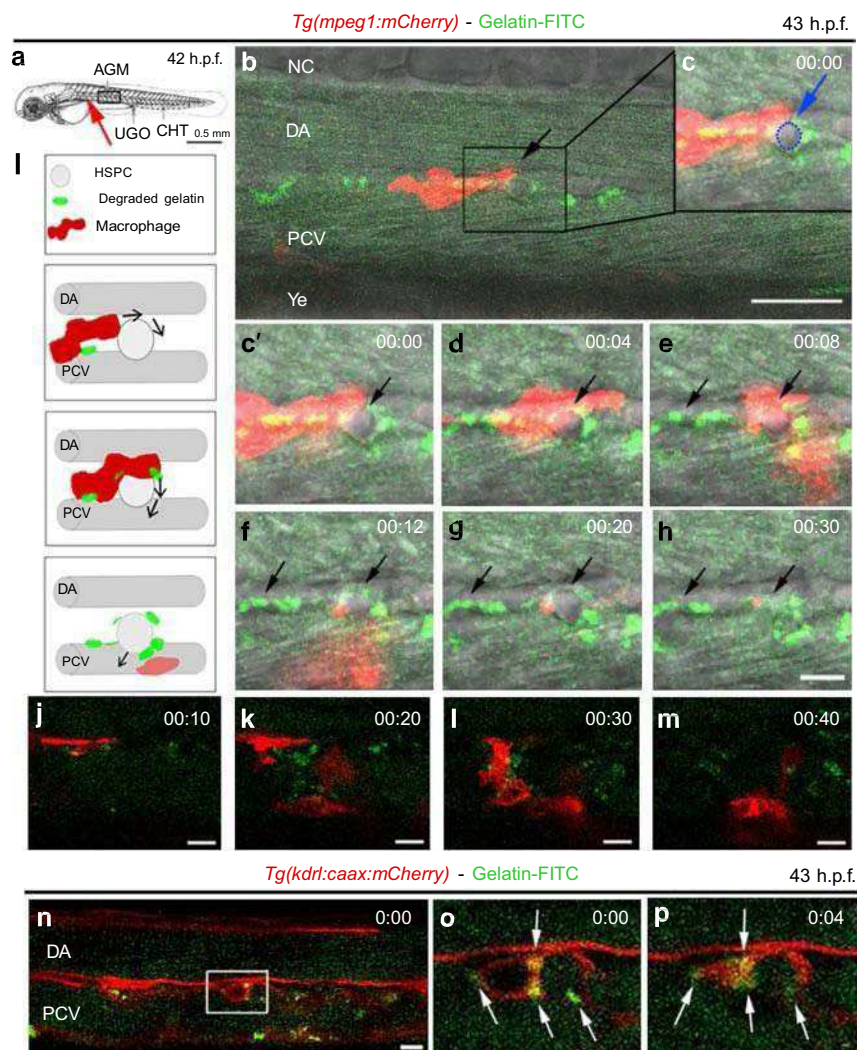 Tg(mpeg1:mCherry) - Gelatin-FITC 43 h.p.f.
a 42 h.p.f.
AGM
UGO CHT 0.5 mm
b NC
DA
PCV
Ye
c 00:00
l
HSPC
Degraded gelatin
Macrophage
DA
PCV
DA
PCV
DA
PCV
c′ 00:00
d 00:04
e 00:08
f 00:12
g 00:20
h 00:30
j 00:10
k 00:20
l 00:30
m 00:40
Tg(kdrl:caax:mCherry) - Gelatin-FITC 43 h.p.f.
n 0:00
DA
PCV
o 0:00
p 0:04